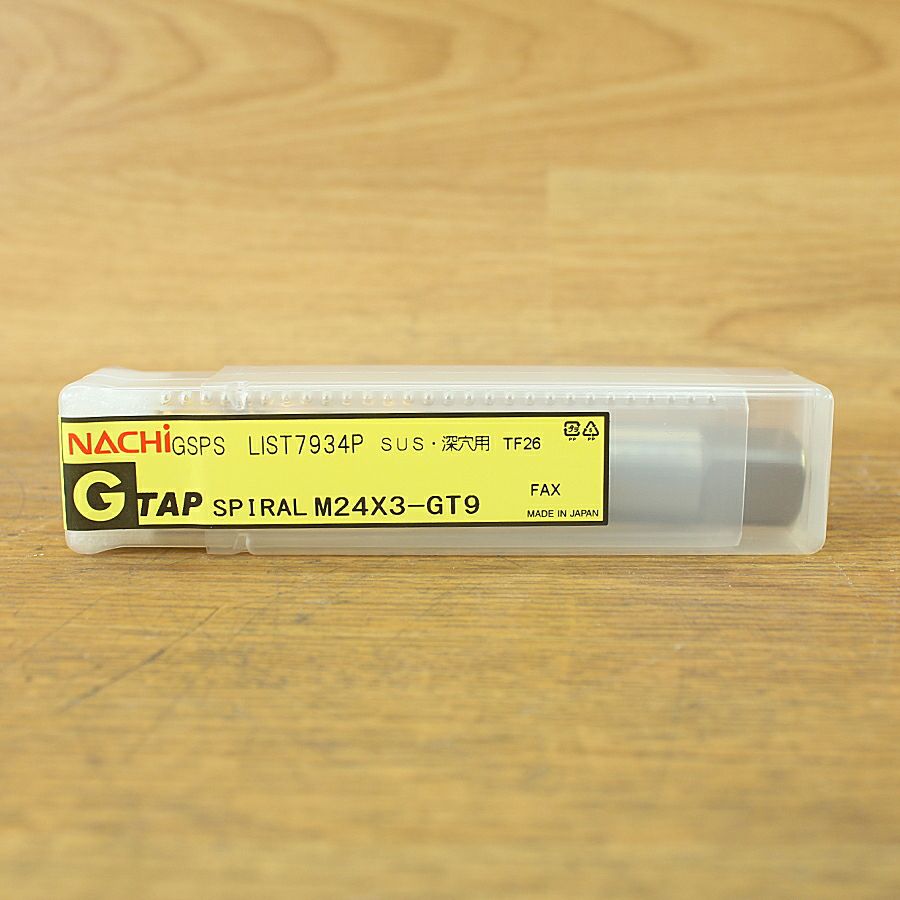 NACHi GSPS LIST7934P SUS・深穴用 TF26
G TAP SPIRAL M24X3-GT9 FAX
MADE IN JAPAN